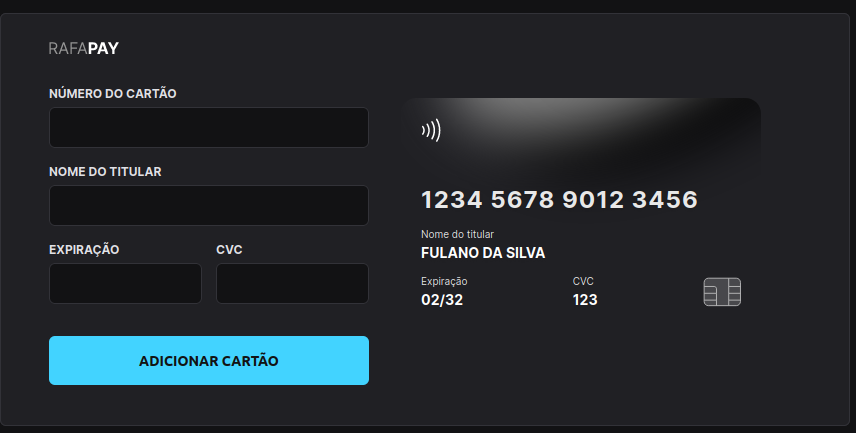 RAFAPAY
NÚMERO DO CARTÃO
NOME DO TITULAR
EXPIRAÇÃO CVC
ADICIONAR CARTÃO
1234 5678 9012 3456
Nome do titular
FULANO DA SILVA
Expiração CVC
02/32 123